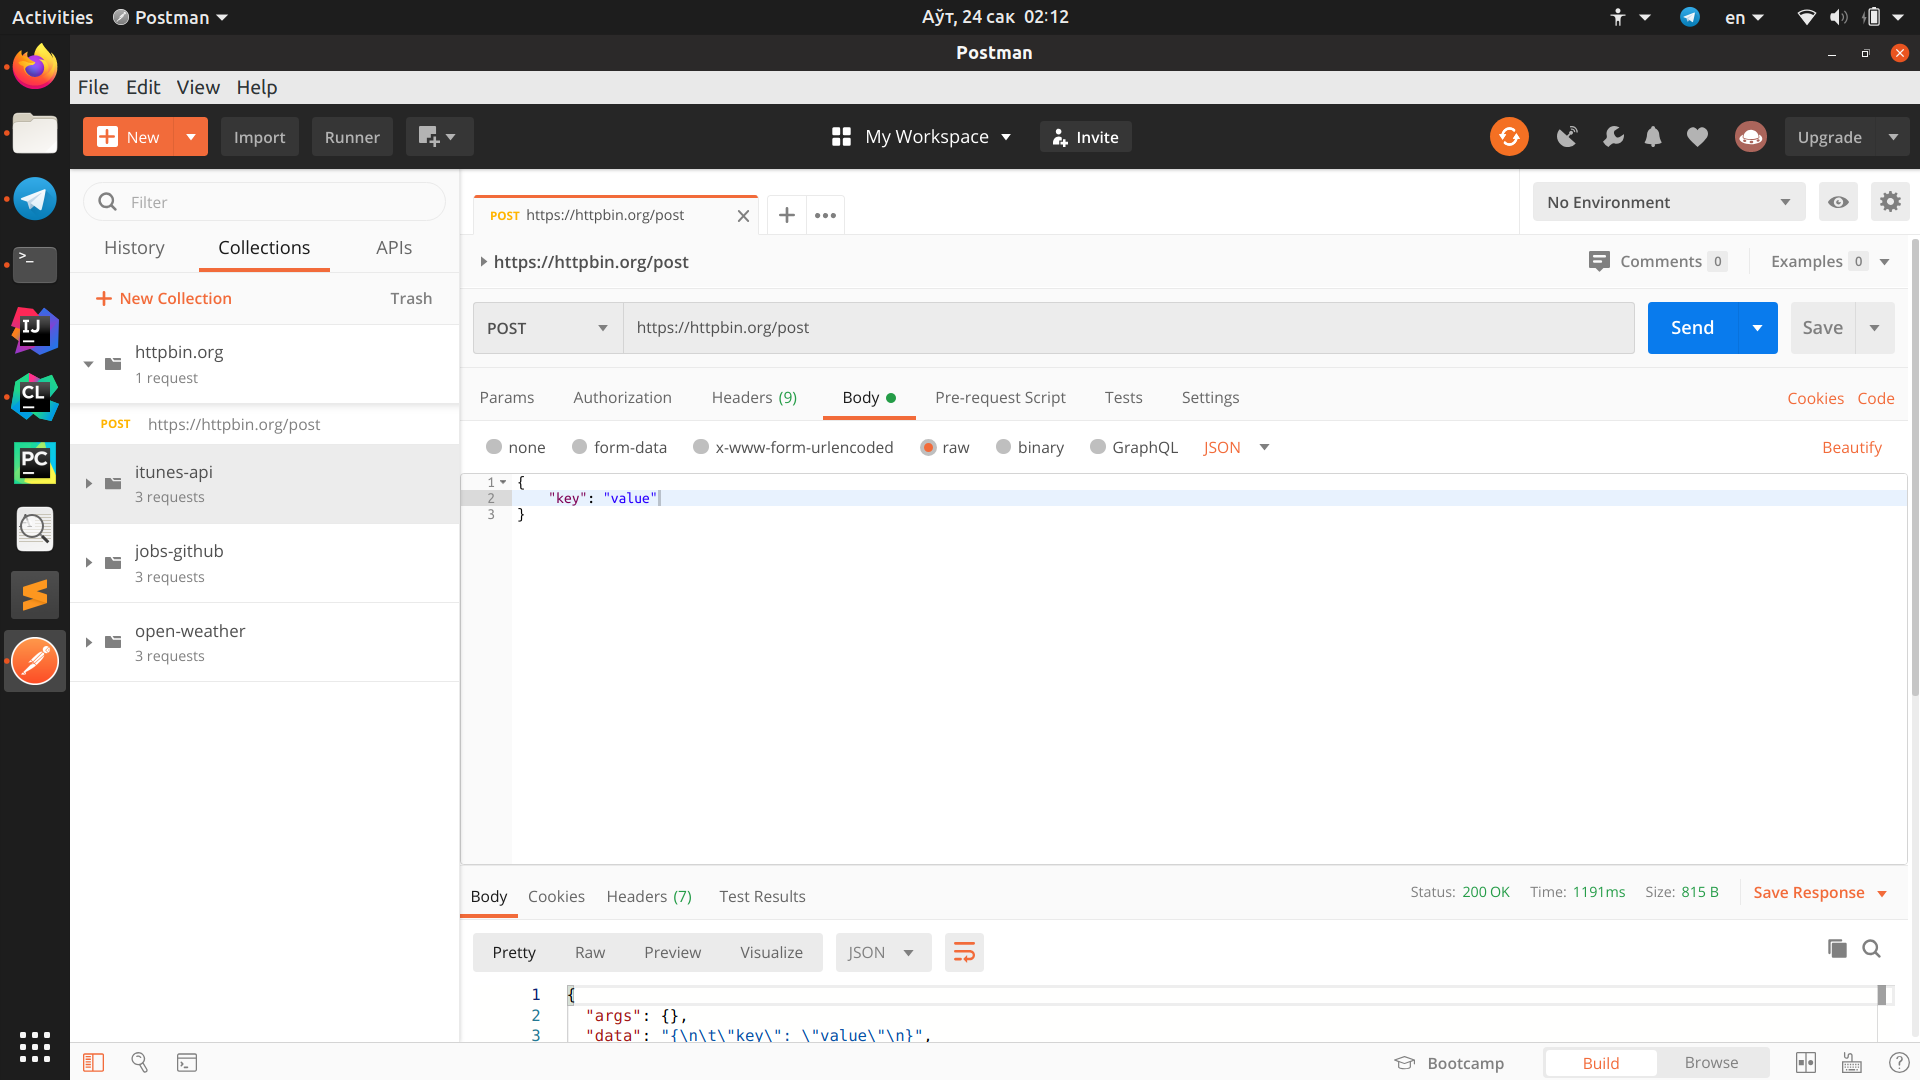 Activities Postman Аўт, 24 сак 02:12 en
Postman
File Edit View Help
New Import Runner My Workspace Invite Upgrade
Filter
History Collections APIs
New Collection Trash
httpbin.org
1 request
POST https://httpbin.org/post
itunes-api
3 requests
jobs-github
3 requests
open-weather
3 requests
POST https://httpbin.org/post No Environment
https://httpbin.org/post Comments 0 Examples 0
POST https://httpbin.org/post Send Save
Params Authorization Headers (9) Body Pre-request Script Tests Settings Cookies Code
none form-data x-www-form-urlencoded raw binary GraphQL JSON Beautify
1 {
2 "key": "value"
3 }
Body Cookies Headers (7) Test Results Status: 200 OK Time: 1191ms Size: 815 B Save Response
Pretty Raw Preview Visualize JSON
1 {
2 "args": {},
3 "data": "{\n\t\"key\": \"value\"\n}",
Bootcamp Build Browse
IJ
CL
PC